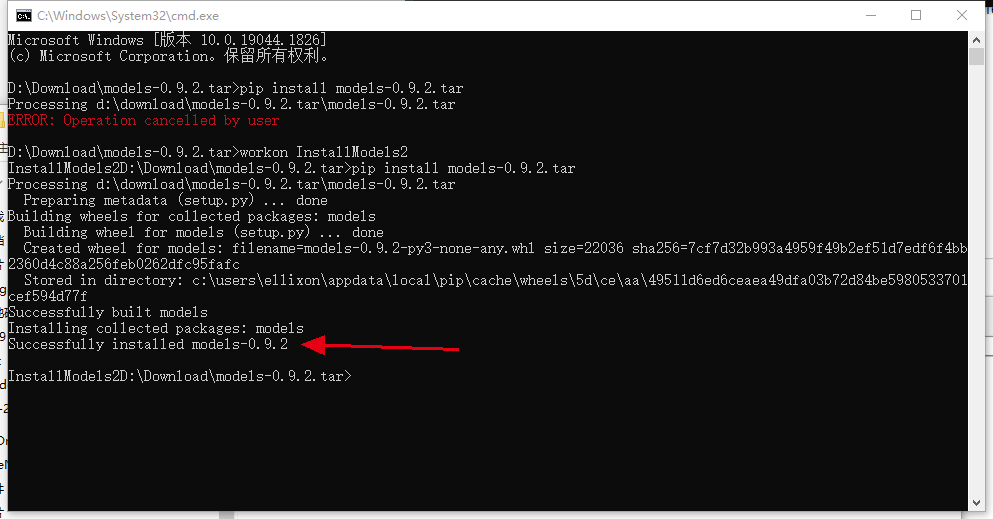 C:\Windows\System32\cmd.exe
Microsoft Windows [版本 10.0.19044.1826]
(c) Microsoft Corporation。保留所有权利。
D:\Download\models-0.9.2.tar>pip install models-0.9.2.tar
Processing d:\download\models-0.9.2.tar\models-0.9.2.tar
ERROR: Operation cancelled by user
D:\Download\models-0.9.2.tar>workon InstallModels2
InstallModels2D:\Download\models-0.9.2.tar>pip install models-0.9.2.tar
Processing d:\download\models-0.9.2.tar\models-0.9.2.tar
Preparing metadata (setup.py) ... done
Building wheels for collected packages: models
Building wheel for models (setup.py) ... done
Created wheel for models: filename=models-0.9.2-py3-none-any.whl size=22036 sha256=7cf7d32b993a4959f49b2ef51d7edf6f4bb
2360d4c88a256feb0262dfc95fafc
Stored in directory: c:\users\ellixon\appdata\local\pip\cache\wheels\5d\ce\aa\49511d6ed6ceaea49dfa03b72d84be5980533701
cef594d77f
Successfully built models
Installing collected packages: models
Successfully installed models-0.9.2
InstallModels2D:\Download\models-0.9.2.tar>